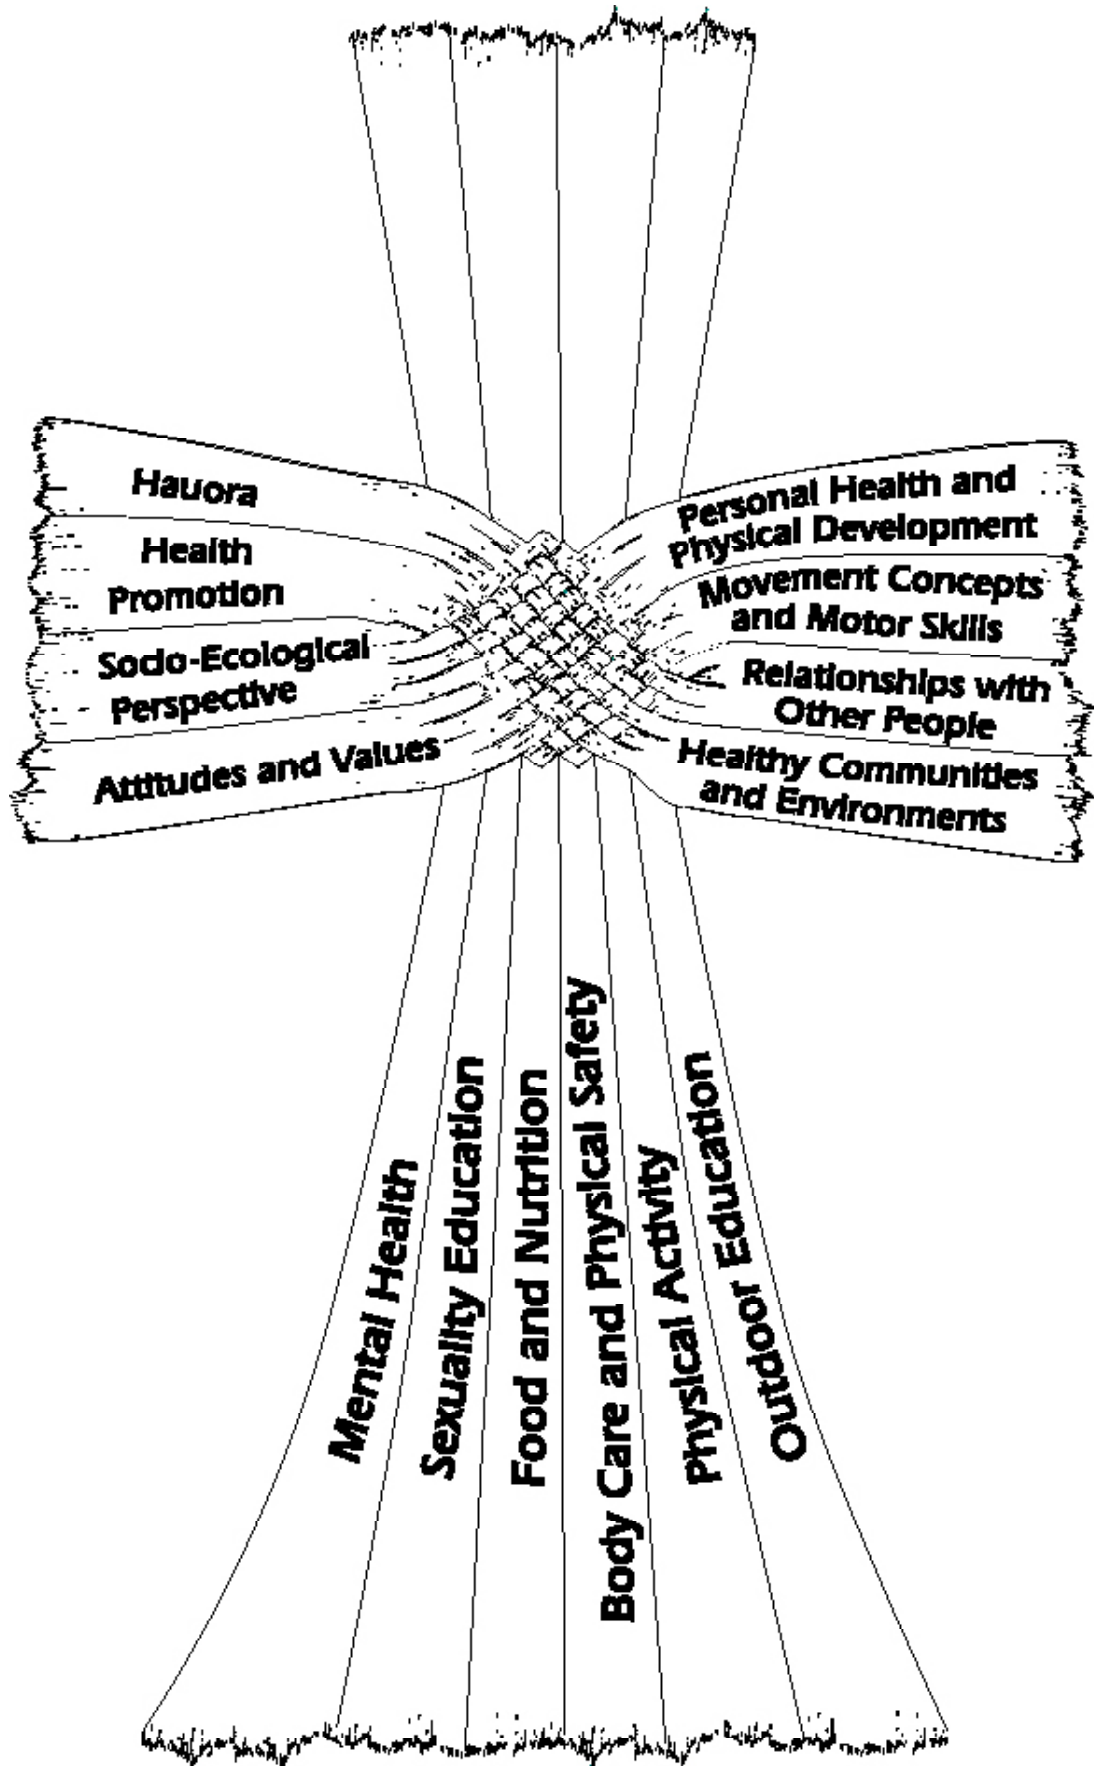 Hauora
Health
Promotion
Socio-Ecological
Perspective
Attitudes and Values
Personal Health and
Physical Development
Movement Concepts
and Motor Skills
Relationships with
Other People
Healthy Communities
and Environments
Mental Health
Sexuality Education
Food and Nutrition
Body Care and Physical Safety
Physical Activity
Outdoor Education